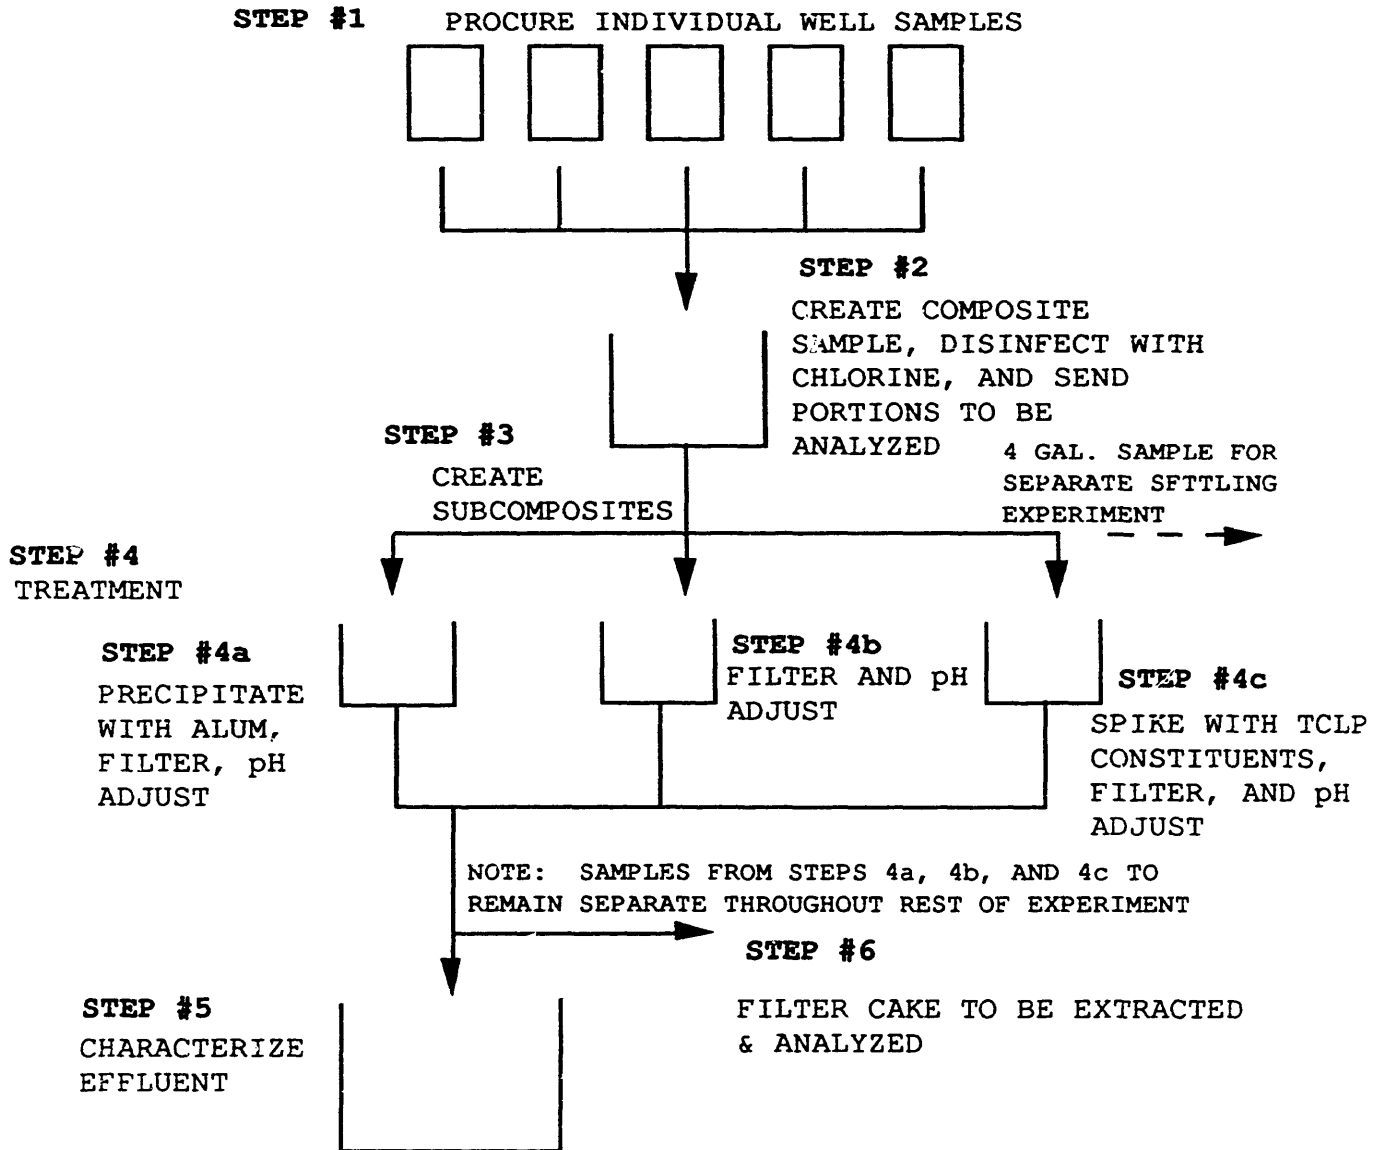 STEP #1
PROCURE INDIVIDUAL WELL SAMPLES
STEP #2
CREATE COMPOSITE
SAMPLE, DISINFECT WITH
CHLORINE, AND SEND
PORTIONS TO BE
ANALYZED
STEP #3
CREATE
SUBCOMPOSITES
4 GAL. SAMPLE FOR
SEPARATE SETTLING
EXPERIMENT
STEP #4
TREATMENT
STEP #4a
PRECIPITATE
WITH ALUM,
FILTER, pH
ADJUST
STEP #4b
FILTER AND pH
ADJUST
STEP #4c
SPIKE WITH TCLP
CONSTITUENTS,
FILTER, AND pH
ADJUST
NOTE: SAMPLES FROM STEPS 4a, 4b, AND 4c TO
REMAIN SEPARATE THROUGHOUT REST OF EXPERIMENT
STEP #6
FILTER CAKE TO BE EXTRACTED
& ANALYZED
STEP #5
CHARACTERIZE
EFFLUENT